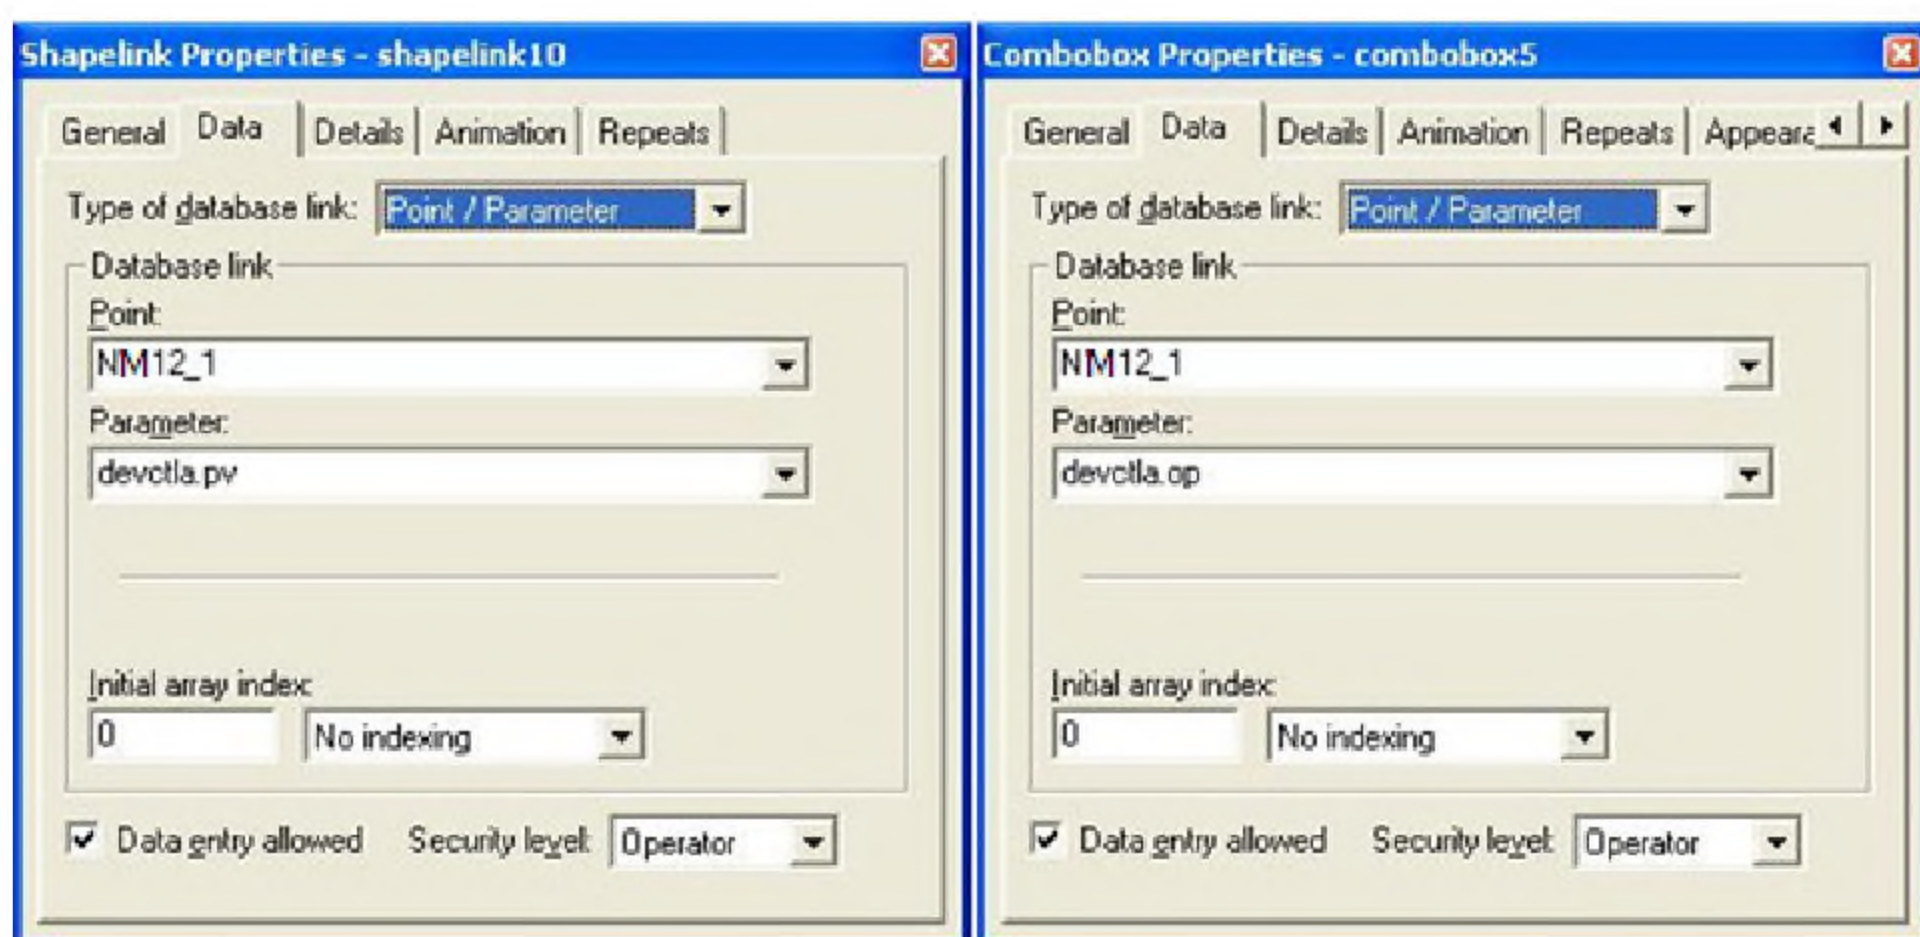 Shapelink Properties - shapelink10
General Data Details Animation Repeats
Type of database link: Point / Parameter
Database link
Point:
NM12_1
Parameter:
devctla.pv
Initial array index:
0 No indexing
Data entry allowed Security level: Operator
Combobox Properties - combobox5
General Data Details Animation Repeats Appeara
Type of database link: Point / Parameter
Database link
Point:
NM12_1
Parameter:
devctla.op
Initial array index:
0 No indexing
Data entry allowed Security level: Operator